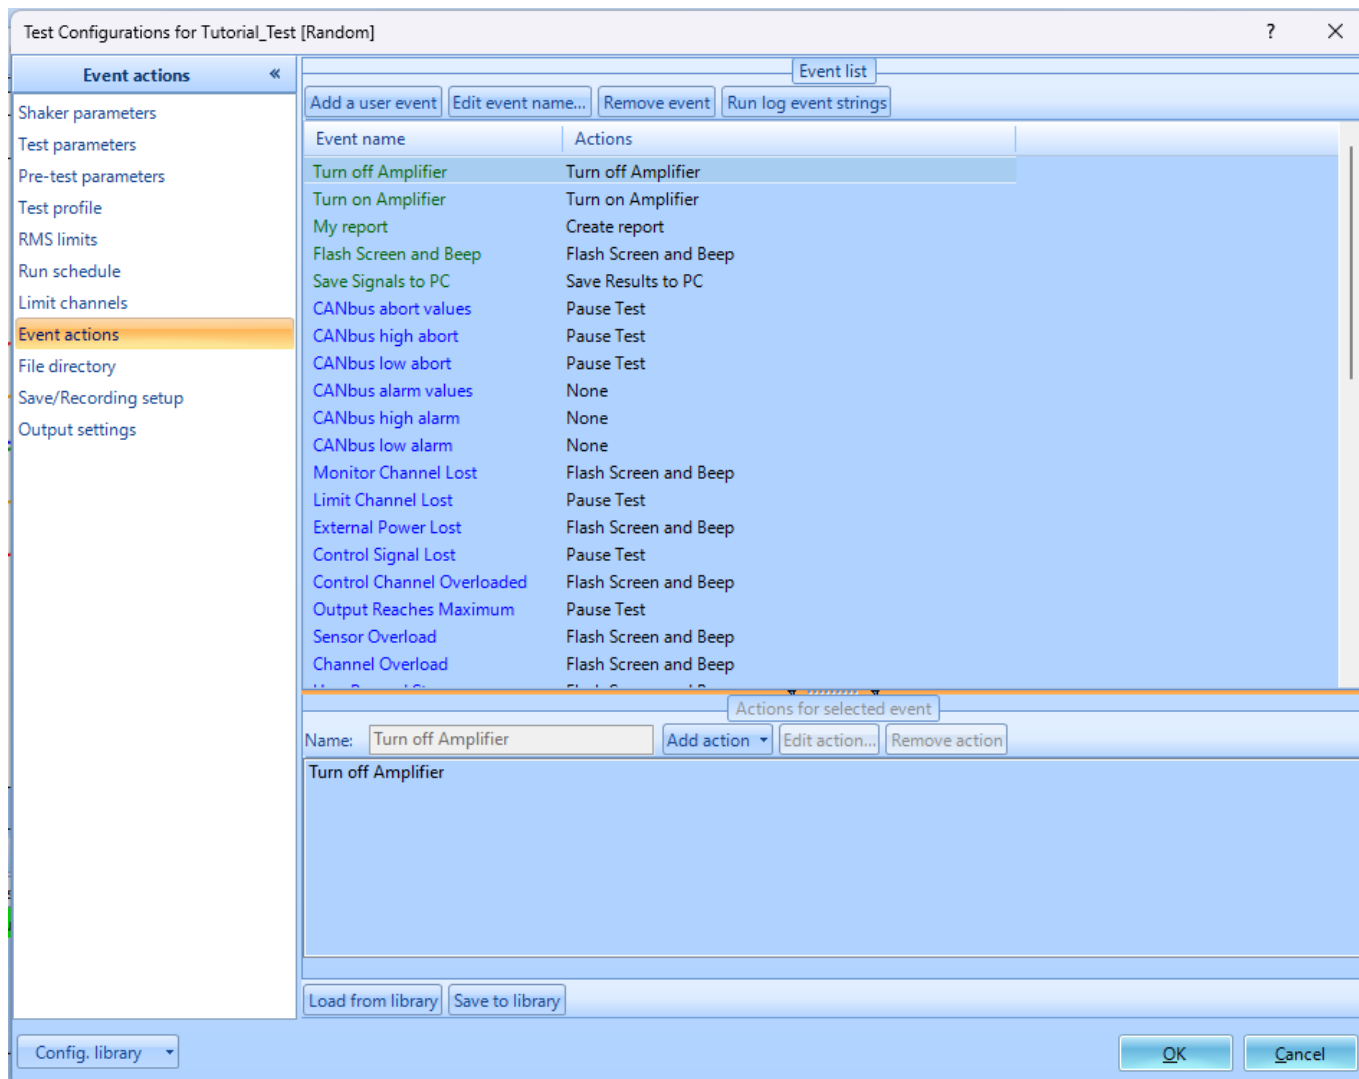 Test Configurations for Tutorial_Test [Random]
? 
Event actions «
Shaker parameters
Test parameters
Pre-test parameters
Test profile
RMS limits
Run schedule
Limit channels
Event actions
File directory
Save/Recording setup
Output settings
Event list
Add a user event Edit event name... Remove event Run log event strings
Event name Actions
Turn off Amplifier Turn off Amplifier
Turn on Amplifier Turn on Amplifier
My report Create report
Flash Screen and Beep Flash Screen and Beep
Save Signals to PC Save Results to PC
CANbus abort values Pause Test
CANbus high abort Pause Test
CANbus low abort Pause Test
CANbus alarm values None
CANbus high alarm None
CANbus low alarm None
Monitor Channel Lost Flash Screen and Beep
Limit Channel Lost Pause Test
External Power Lost Flash Screen and Beep
Control Signal Lost Pause Test
Control Channel Overloaded Flash Screen and Beep
Output Reaches Maximum Pause Test
Sensor Overload Flash Screen and Beep
Channel Overload Flash Screen and Beep
Actions for selected event
Name: Turn off Amplifier Add action Edit action... Remove action
Turn off Amplifier
Load from library Save to library
Config. library OK Cancel